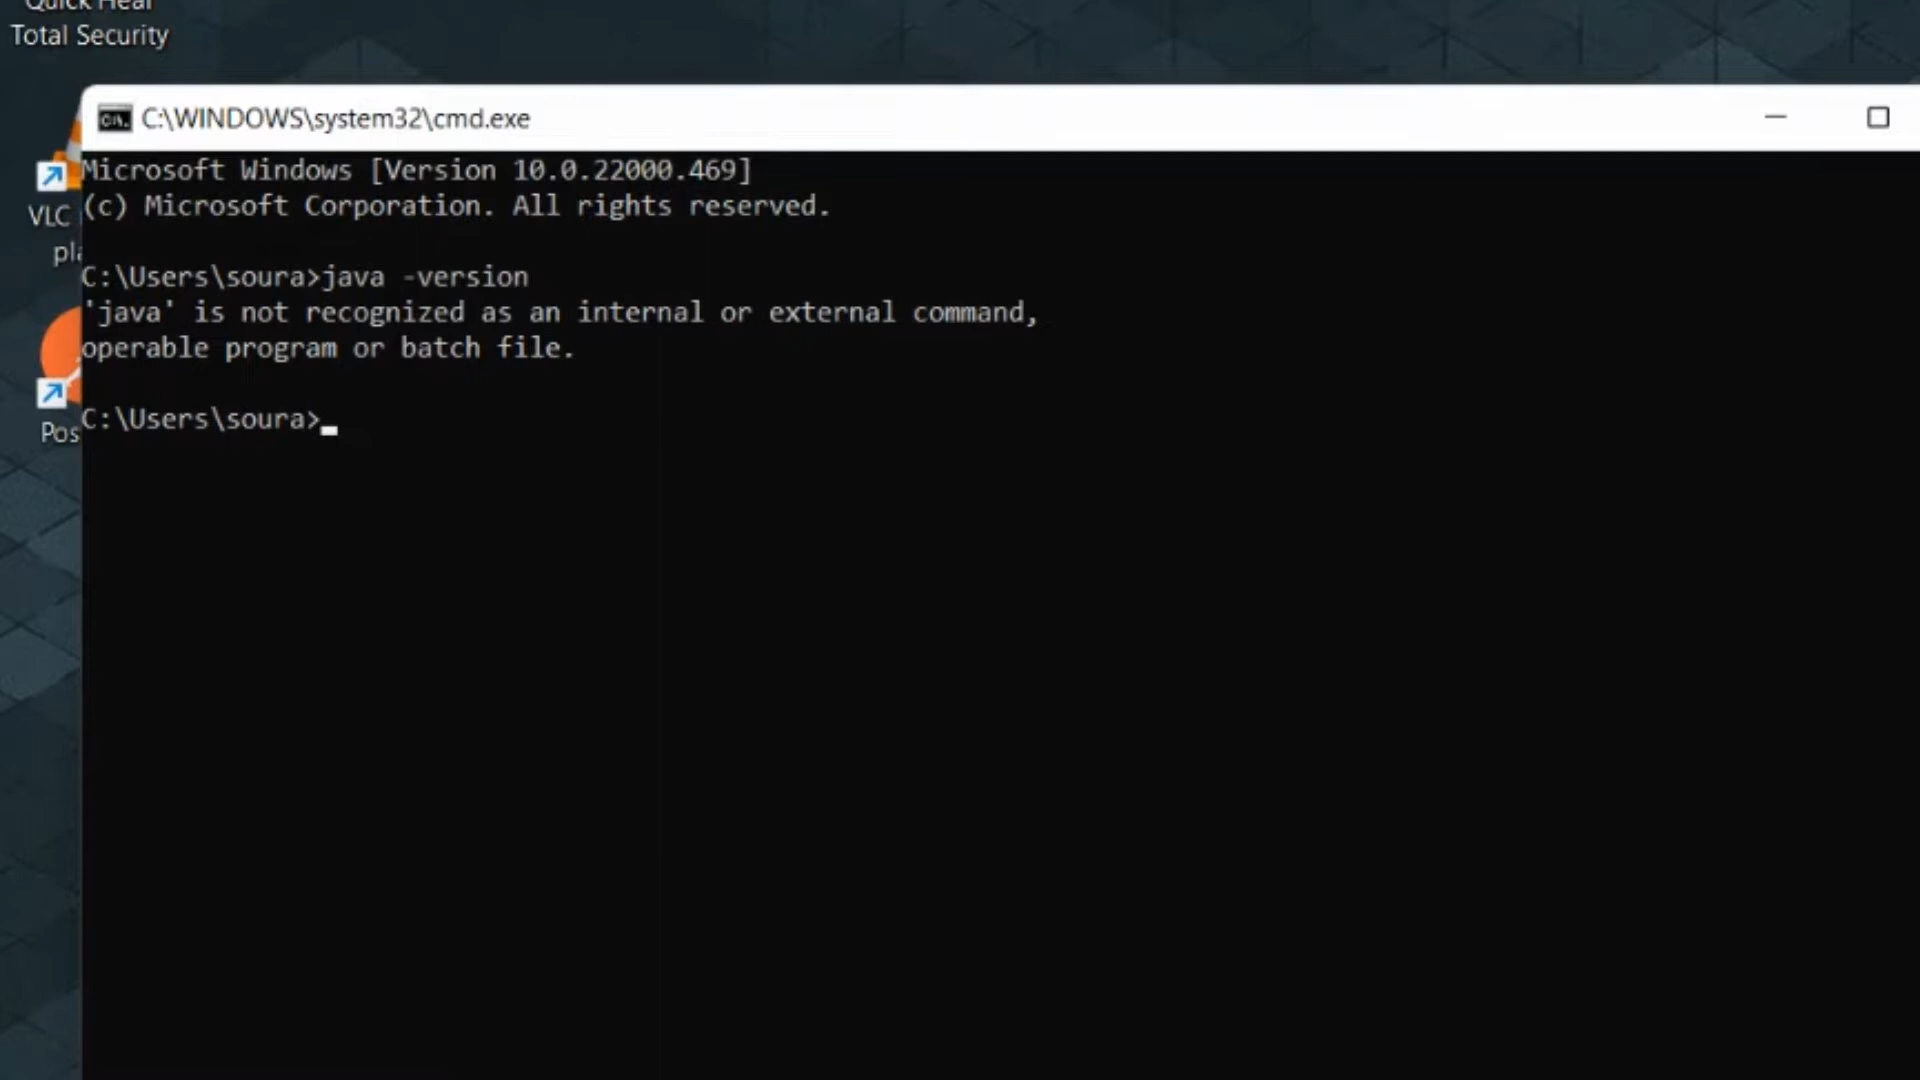 Quick Heal
Total Security
C:\WINDOWS\system32\cmd.exe
Microsoft Windows [Version 10.0.22000.469]
(c) Microsoft Corporation. All rights reserved.
VLC
C:\Users\soura>java -version
'java' is not recognized as an internal or external command,
operable program or batch file.
C:\Users\soura>